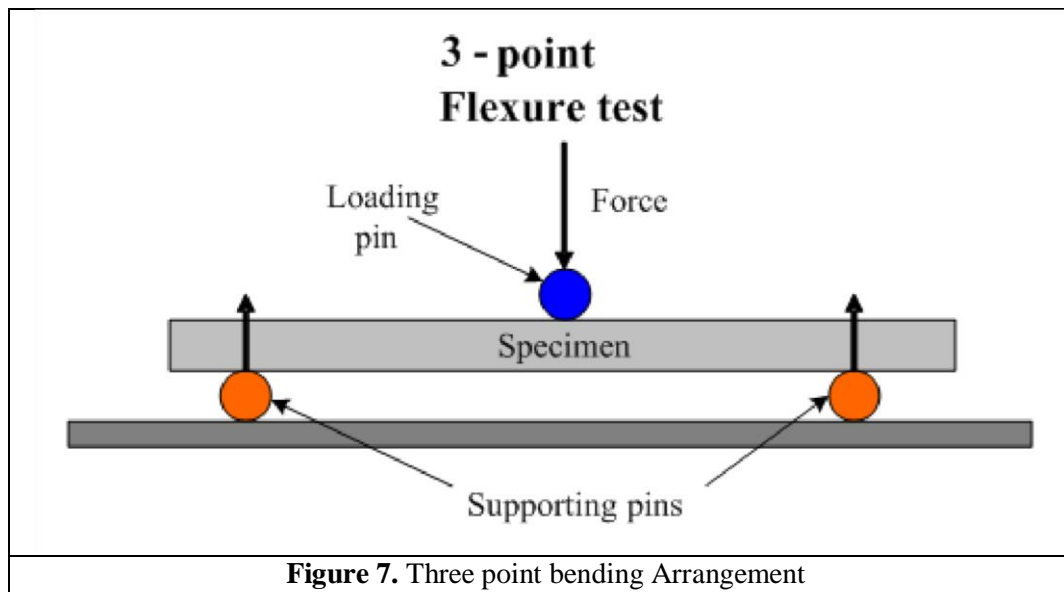 3 - point
Flexure test
Loading
pin
Force
Specimen
Supporting pins
Figure 7. Three point bending Arrangement